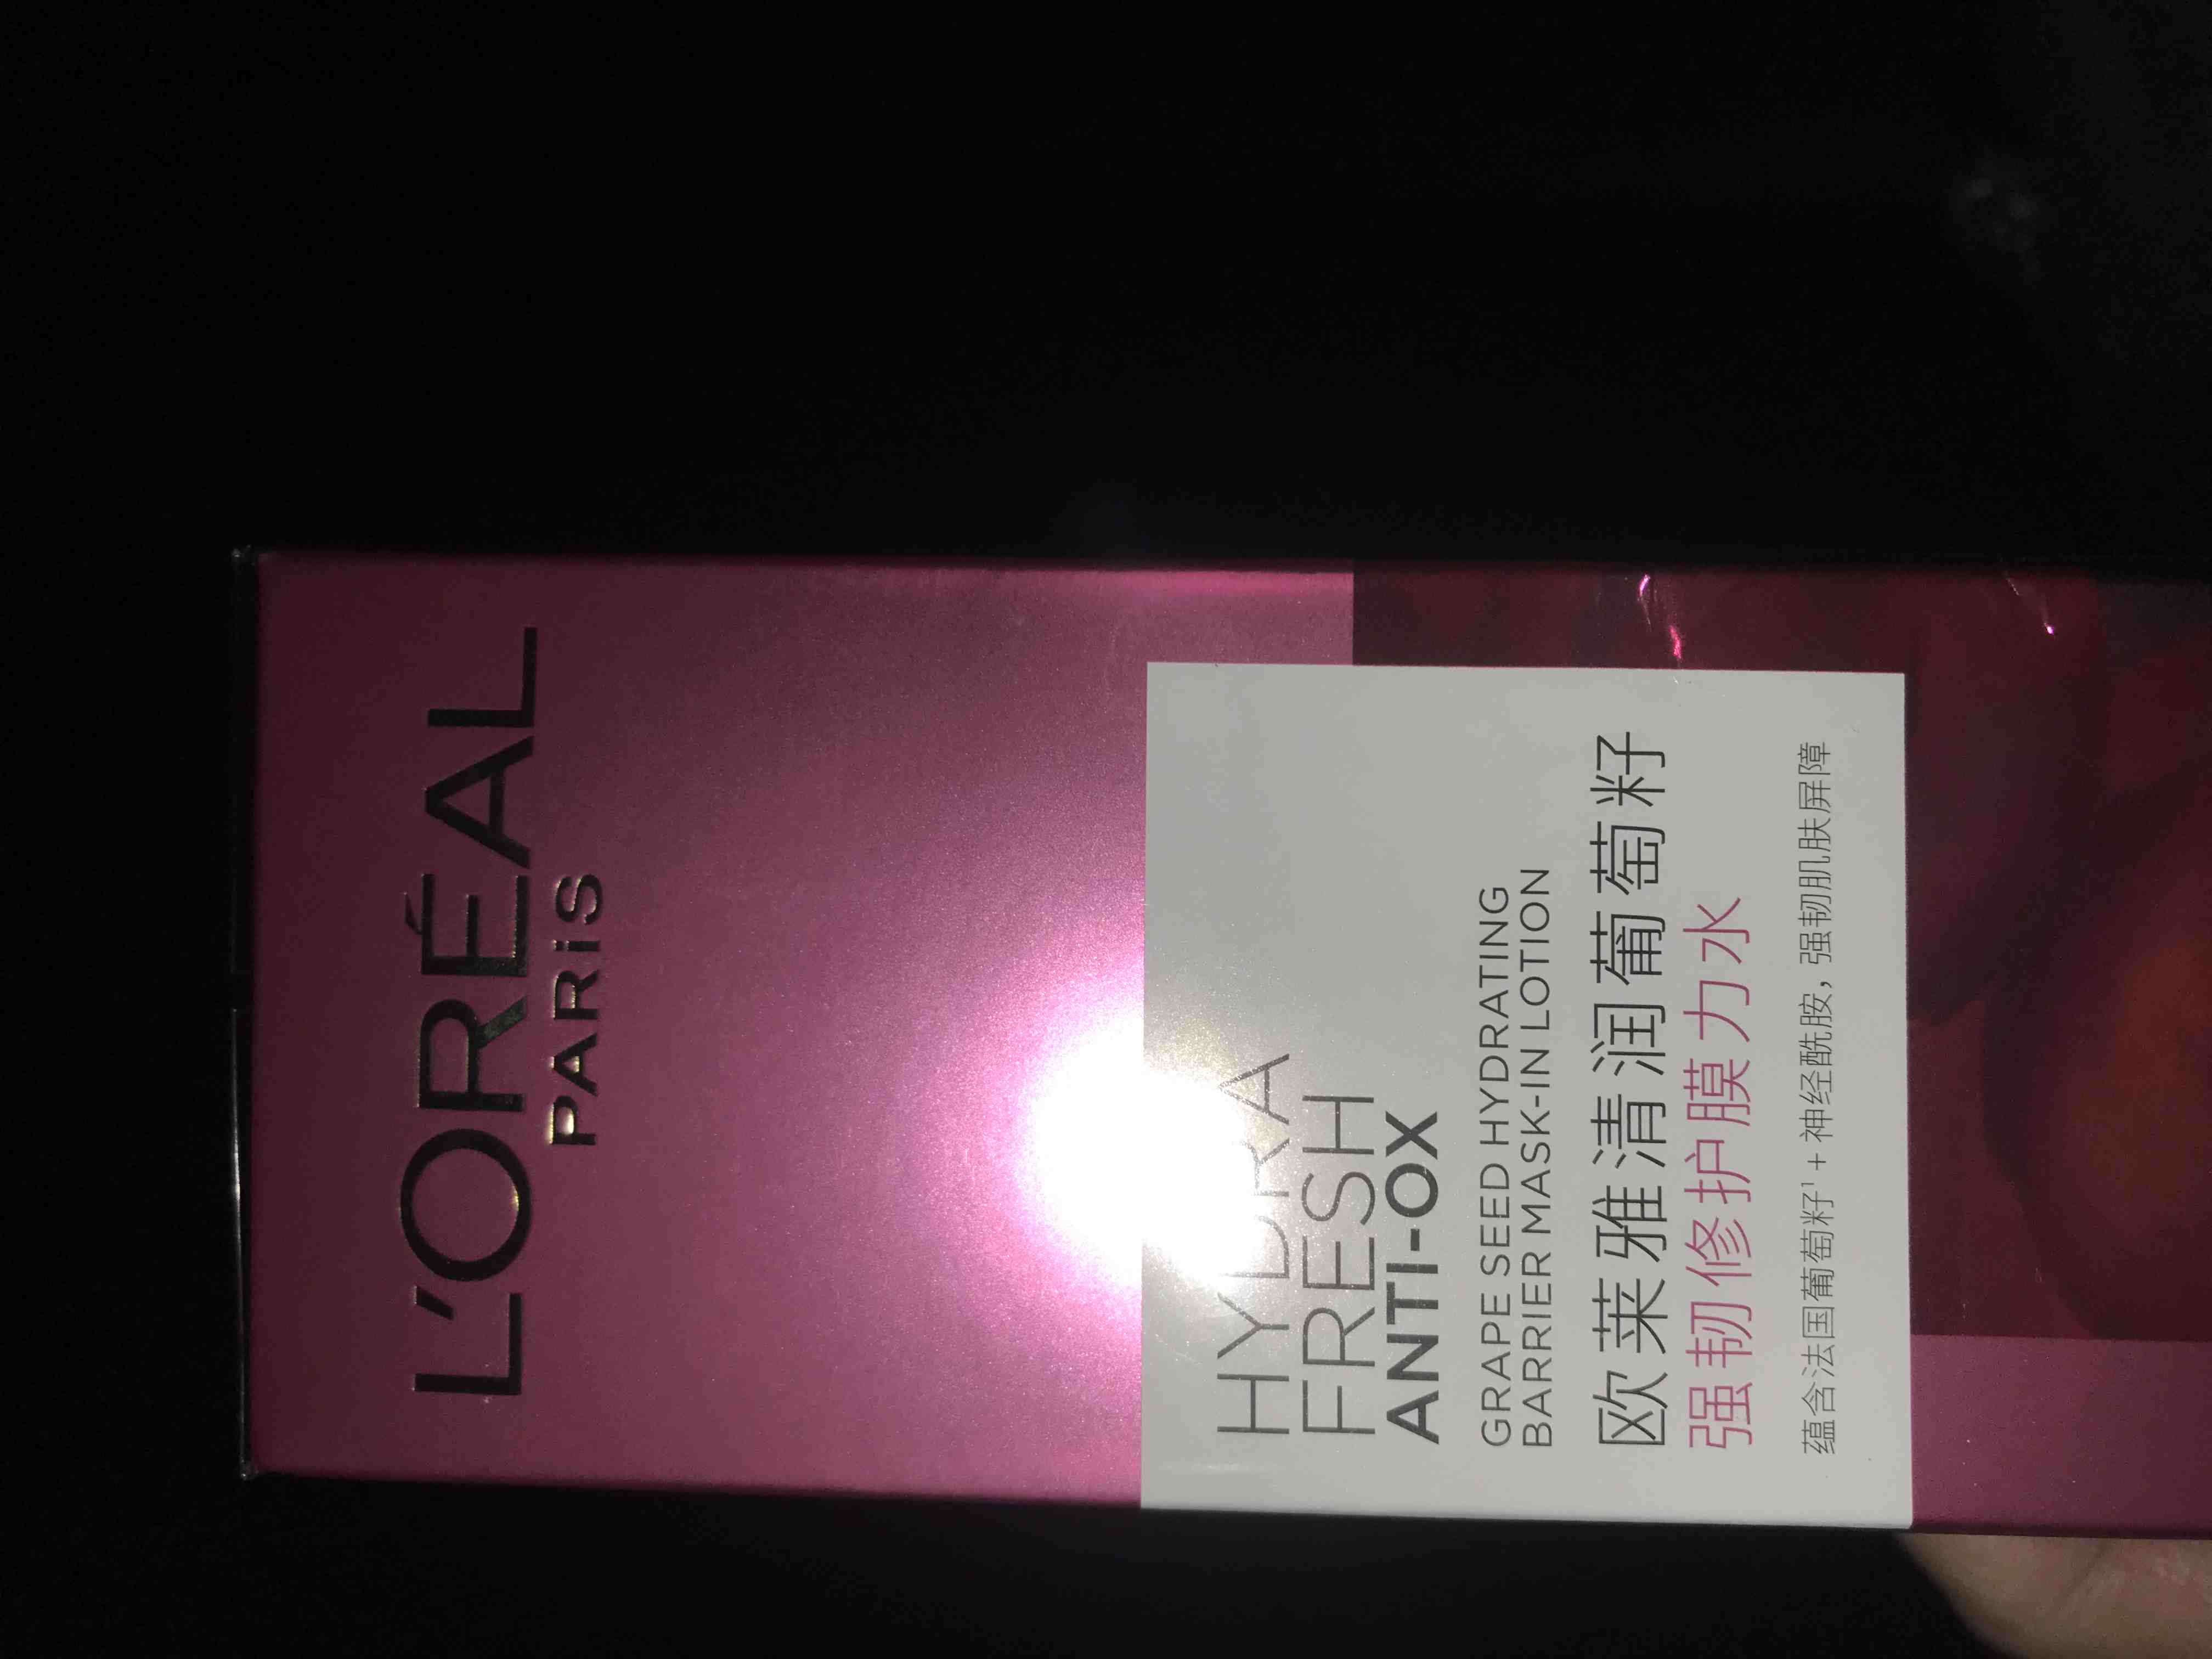 L'ORÉAL
PARiS
HYDRA
FRESH
ANTI-OX
GRAPE SEED HYDRATING
BARRIER MASK-IN LOTION
欧莱雅清润葡萄籽
强韧修护膜力水
蕴含法国葡萄籽¹ + 神经酰胺，强韧肌肤屏障